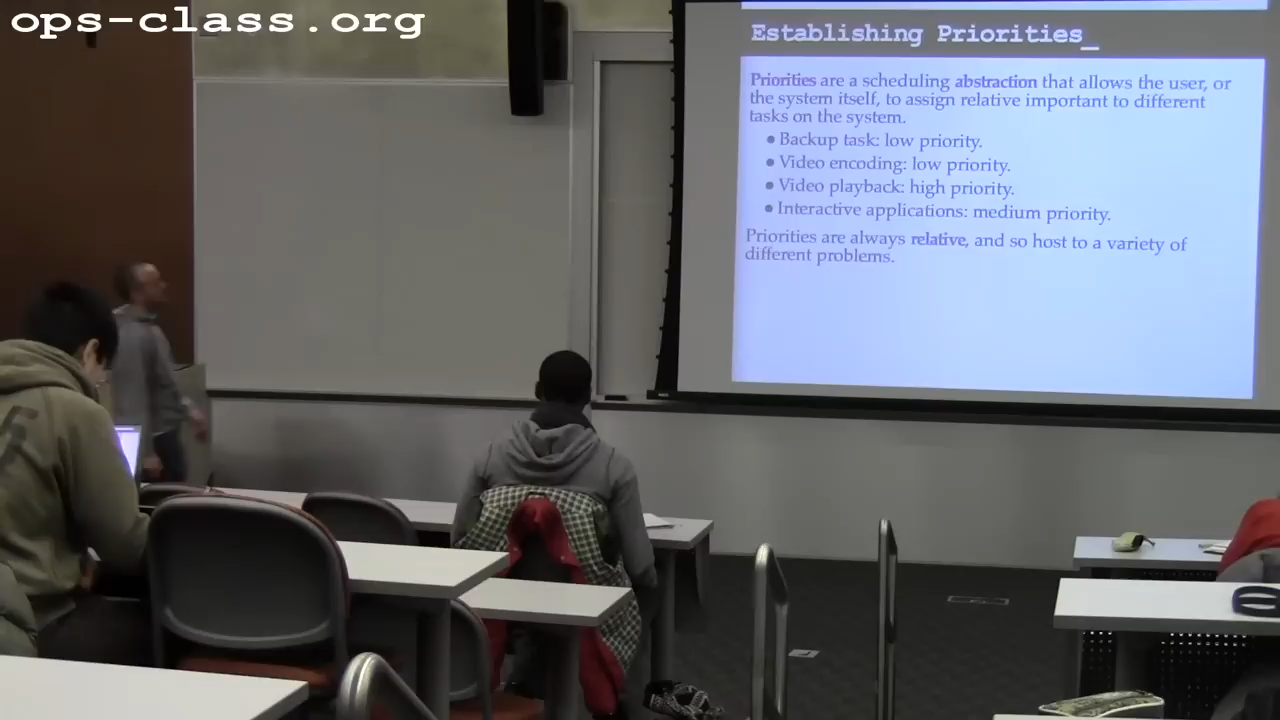 ops-class.org
Establishing Priorities_
Priorities are a scheduling abstraction that allows the user, or
the system itself, to assign relative important to different
tasks on the system.
• Backup task: low priority.
• Video encoding: low priority.
• Video playback: high priority.
• Interactive applications: medium priority.
Priorities are always relative, and so host to a variety of
different problems.